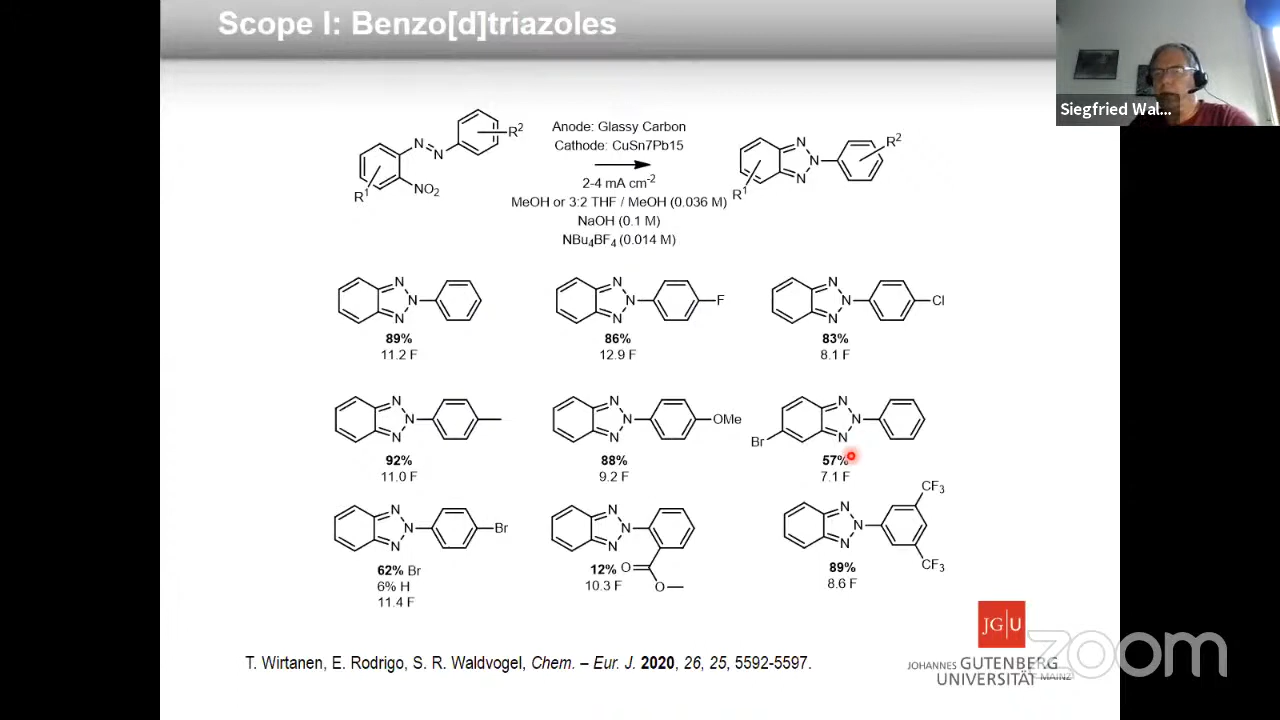 Scope I: Benzo[d]triazoles
Siegfried Wal...
N
N
R2
R1
NO2
Anode: Glassy Carbon
Cathode: CuSn7Pb15
2-4 mA cm-2
MeOH or 3:2 THF / MeOH (0.036 M)
NaOH (0.1 M)
NBu4BF4 (0.014 M)
N
N
N
R2
R1
N
N
N
89%
11.2 F
N
N
N
F
86%
12.9 F
N
N
N
Cl
83%
8.1 F
N
N
N
92%
11.0 F
N
N
N
OMe
88%
9.2 F
N
N
N
Br
57%
7.1 F
N
N
N
Br
62% Br
6% H
11.4 F
N
N
N
O
O
12%
10.3 F
N
N
N
CF3
CF3
89%
8.6 F
T. Wirtanen, E. Rodrigo, S. R. Waldvogel, Chem. – Eur. J. 2020, 26, 25, 5592-5597.
JG|U
JOHANNES GUTENBERG
UNIVERSITÄT MAINZ
zoom